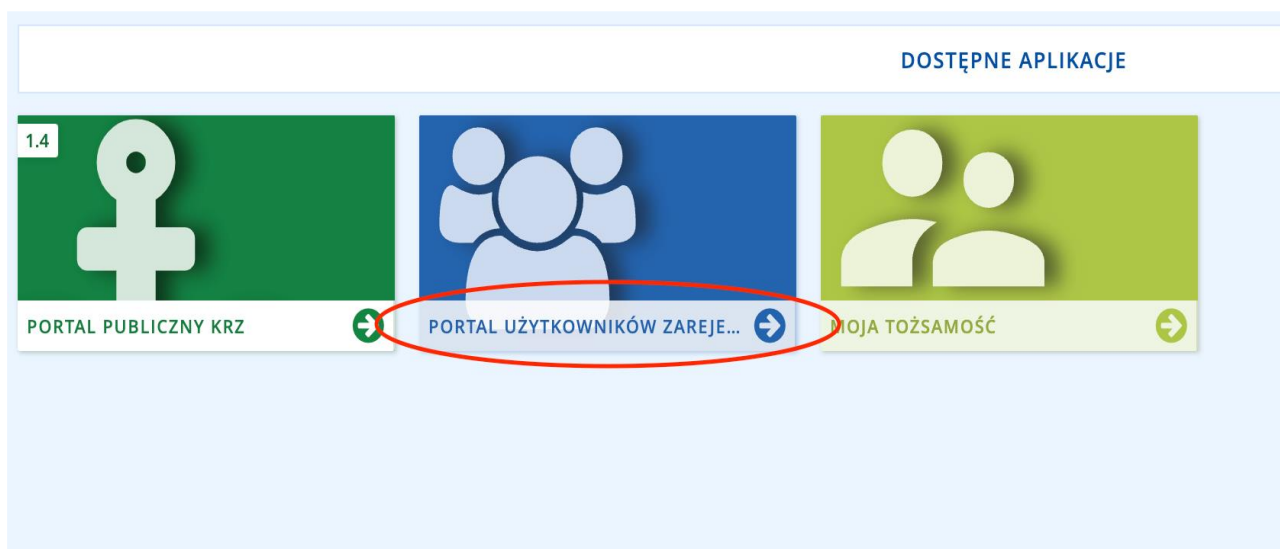 DOSTĘPNE APLIKACJE
1.4
PORTAL PUBLICZNY KRZ
PORTAL UŻYTKOWNIKÓW ZAREJE...
MOJA TOŻSAMOŚĆ